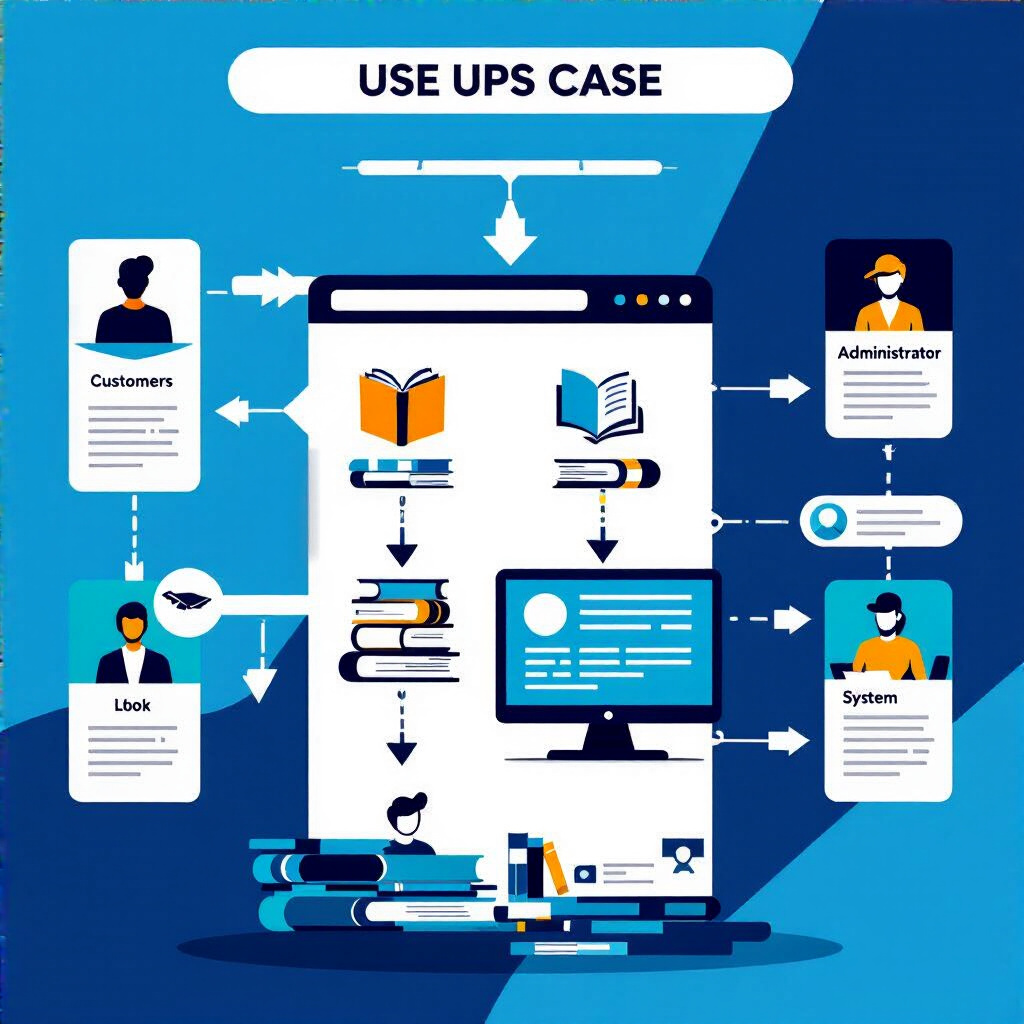 USE UPS CASE
Customers
Administrator
Lbok
System